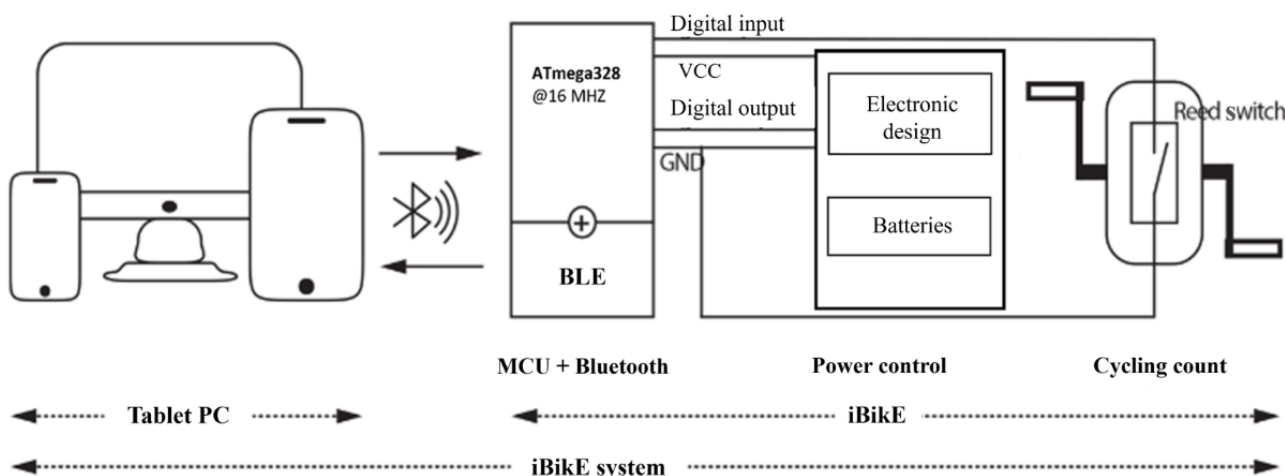 Digital input
ATmega328
@16 MHZ
VCC
Digital output
GND
Electronic
design
Batteries
Reed switch
BLE
MCU + Bluetooth
Power control
Cycling count
Tablet PC
iBikE
iBikE system